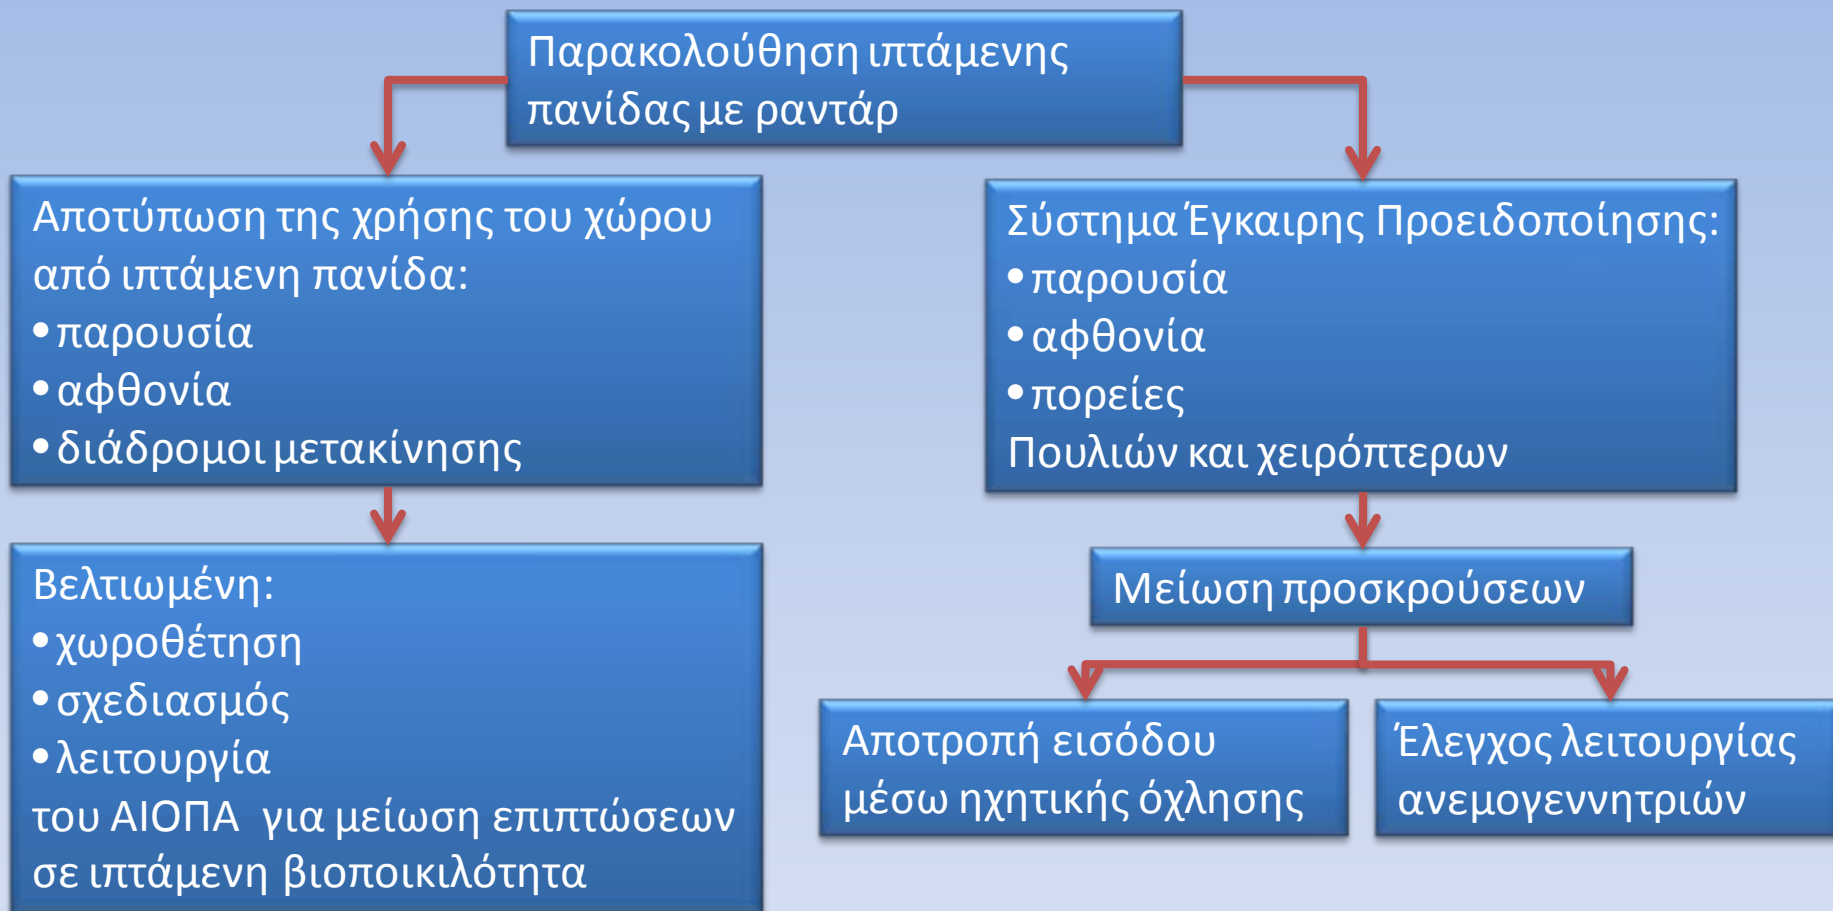 Παρακολούθηση ιπτάμενης
πανίδας με ραντάρ
Αποτύπωση της χρήσης του χώρου
από ιπτάμενη πανίδα:
•παρουσία
•αφθονία
•διάδρομοι μετακίνησης
Βελτιωμένη:
•χωροθέτηση
•σχεδιασμός
•λειτουργία
του ΑΙΟΠΑ για μείωση επιπτώσεων
σε ιπτάμενη βιοποικιλότητα
Σύστημα Έγκαιρης Προειδοποίησης:
•παρουσία
•αφθονία
•πορείες
Πουλιών και χειρόπτερων
Μείωση προσκρούσεων
Αποτροπή εισόδου
μέσω ηχητικής όχλησης
Έλεγχος λειτουργίας
ανεμογεννητριών